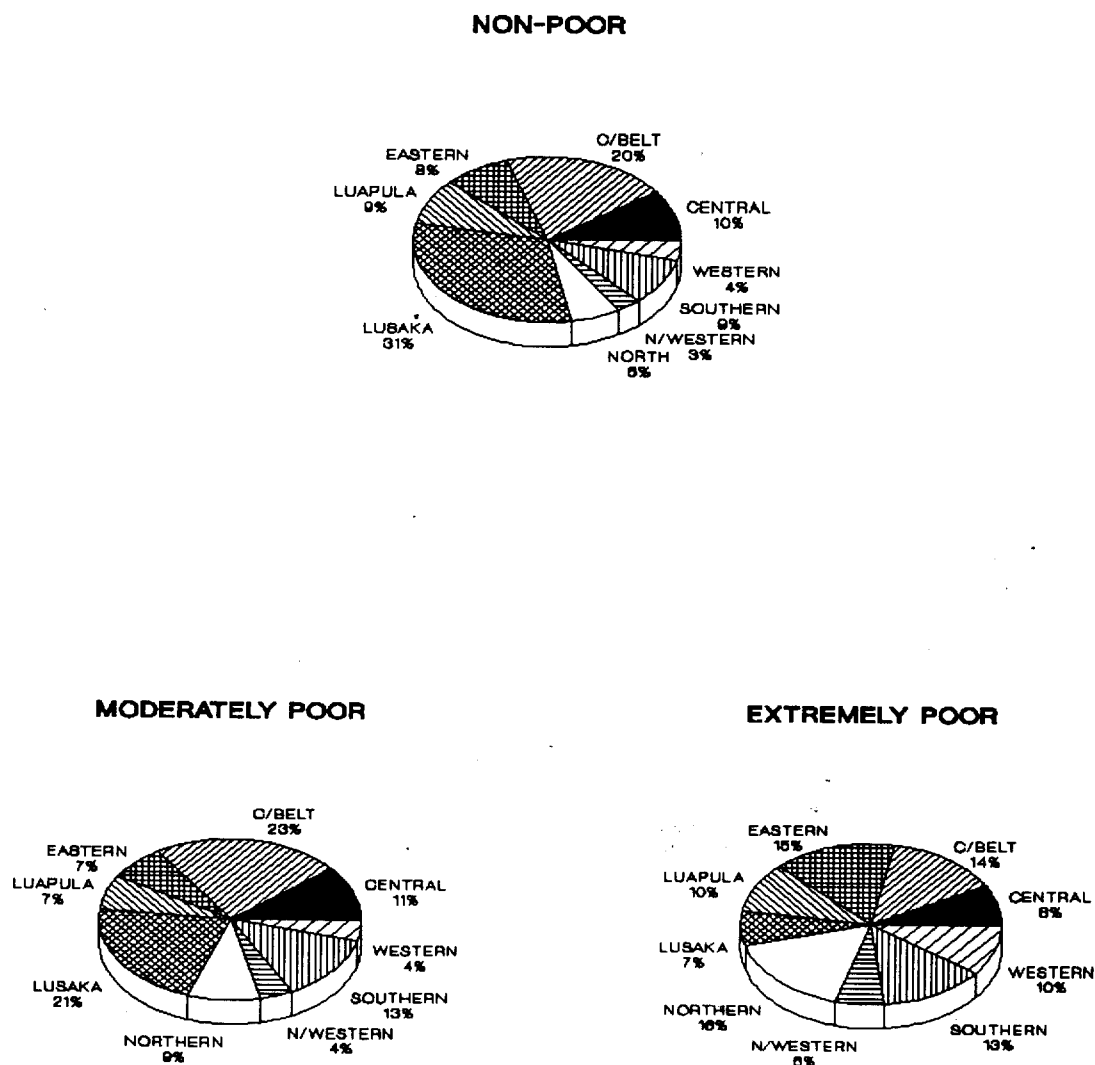 NON-POOR
C/BELT
20%
EASTERN
8%
LUAPULA
9%
CENTRAL
10%
WESTERN
4%
SOUTHERN
9%
LUSAKA
31%
N/WESTERN
3%
NORTH
6%
MODERATELY POOR
C/BELT
23%
EASTERN
7%
LUAPULA
7%
CENTRAL
11%
WESTERN
4%
LUSAKA
21%
SOUTHERN
13%
NORTHERN
9%
N/WESTERN
4%
EXTREMELY POOR
EASTERN
15%
C/BELT
14%
LUAPULA
10%
CENTRAL
8%
LUSAKA
7%
WESTERN
10%
NORTHERN
16%
SOUTHERN
13%
N/WESTERN
6%